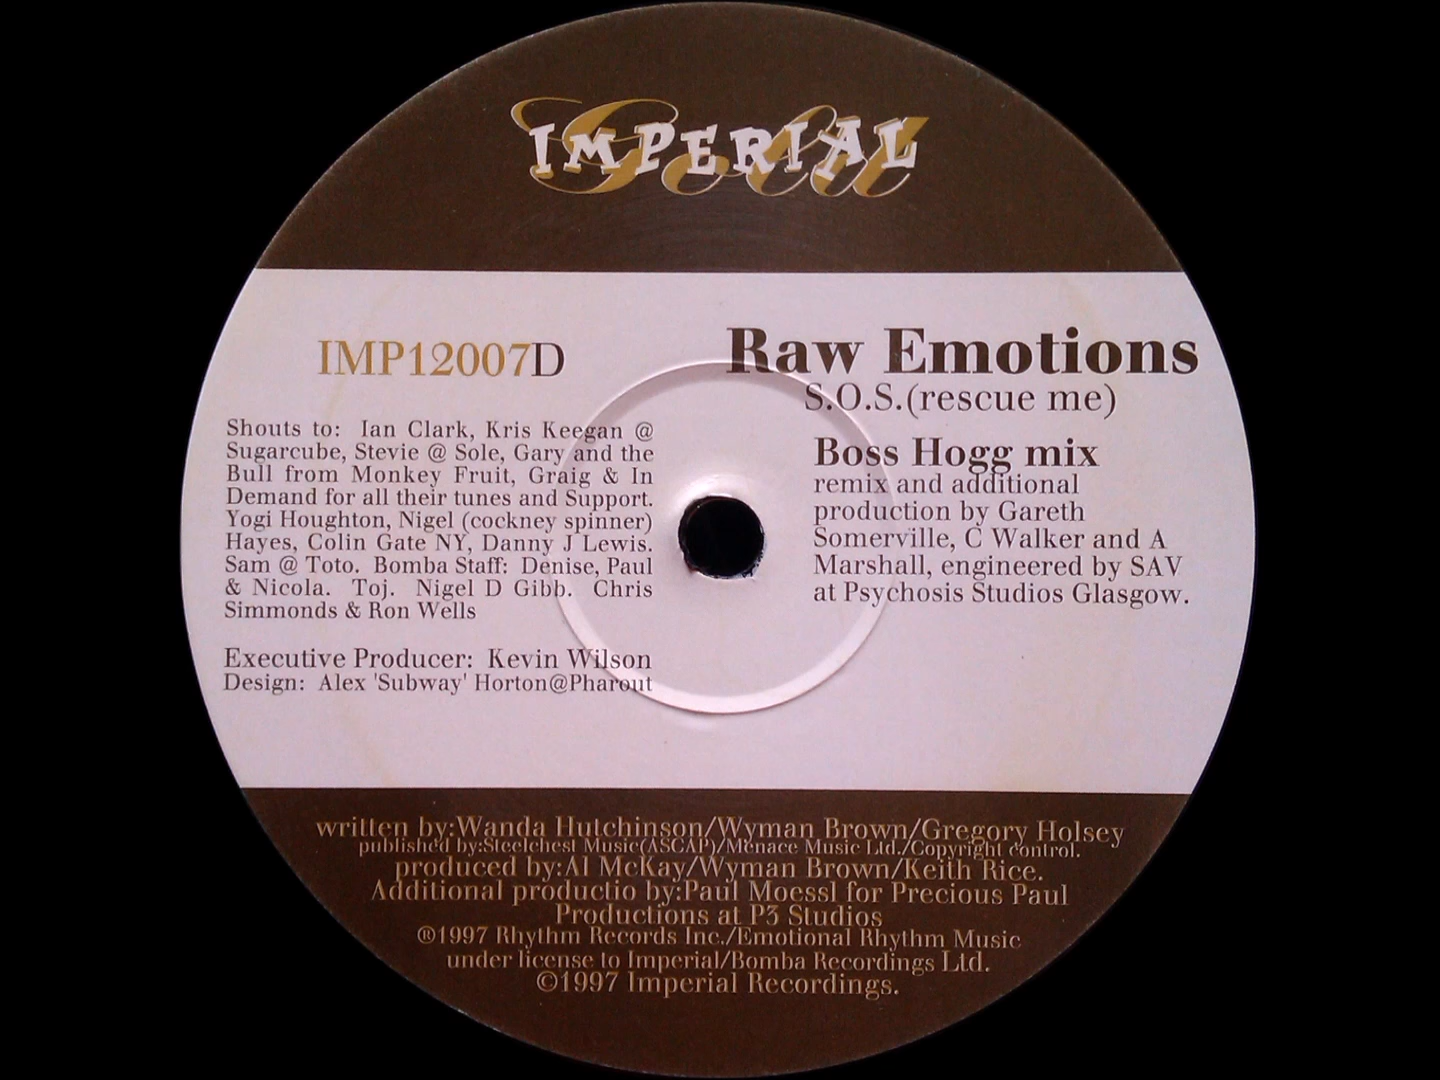 IMPERIAL
Gold
IMP12007D
Shouts to: Ian Clark, Kris Keegan @
Sugarcube, Stevie @ Sole, Gary and the
Bull from Monkey Fruit, Graig & In
Demand for all their tunes and Support.
Yogi Houghton, Nigel (cockney spinner)
Hayes, Colin Gate NY, Danny J Lewis.
Sam @ Toto. Bomba Staff: Denise, Paul
& Nicola. Toj. Nigel D Gibb. Chris
Simmonds & Ron Wells
Executive Producer: Kevin Wilson
Design: Alex 'Subway' Horton@Pharout
Raw Emotions
S.O.S.(rescue me)
Boss Hogg mix
remix and additional
production by Gareth
Somerville, C Walker and A
Marshall, engineered by SAV
at Psychosis Studios Glasgow.
written by:Wanda Hutchinson/Wyman Brown/Gregory Holsey
published by:Steelchest Music(ASCAP)/Menace Music Ltd./Copyright control.
produced by:Al McKay/Wyman Brown/Keith Rice.
Additional productio by:Paul Moessl for Precious Paul
Productions at P3 Studios
®1997 Rhythm Records Inc./Emotional Rhythm Music
under license to Imperial/Bomba Recordings Ltd.
©1997 Imperial Recordings.